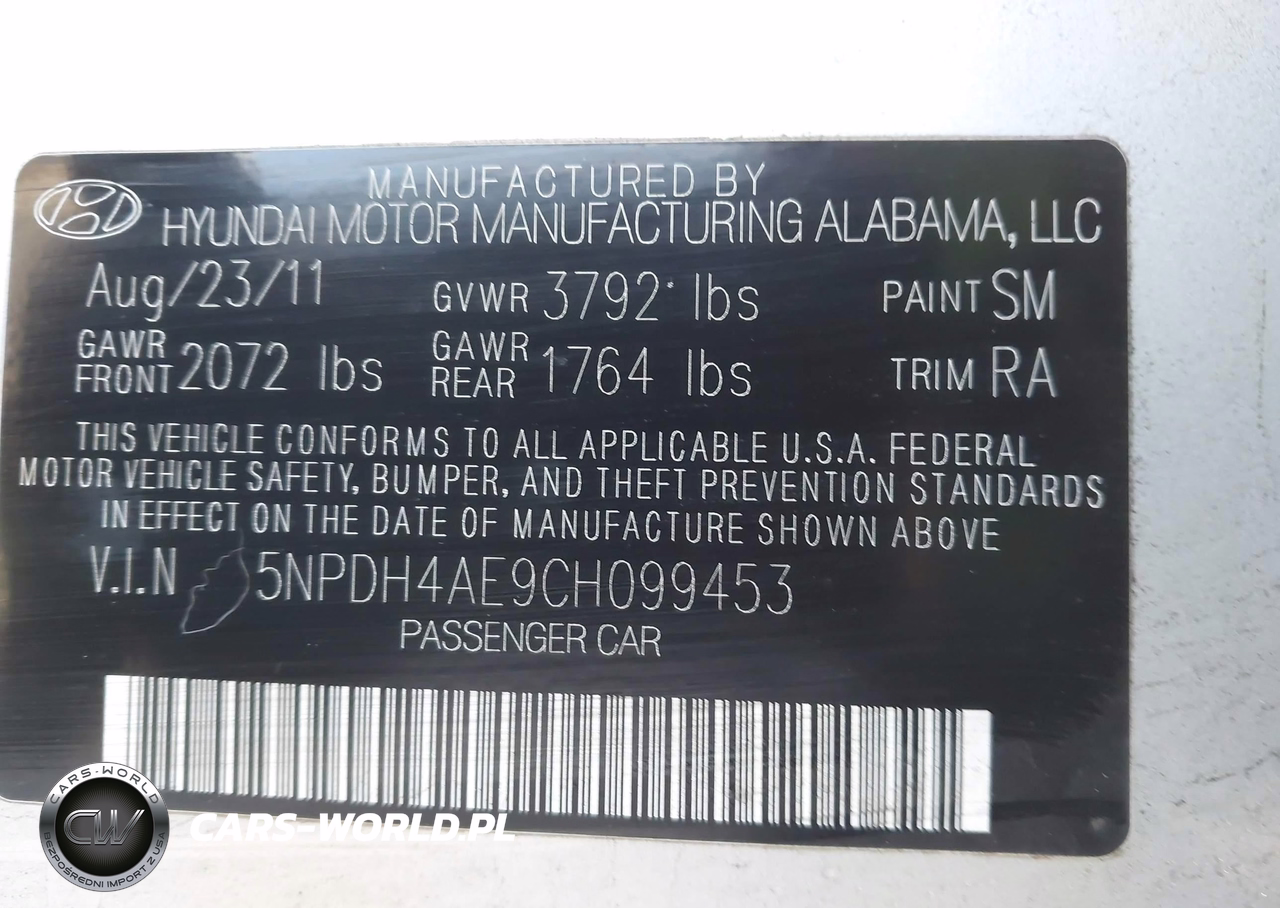 MANUFACTURED BY
HYUNDAI MOTOR MANUFACTURING ALABAMA, LLC
Aug/23/11 GVWR 3792 lbs PAINT SM
GAWR FRONT 2072 lbs GAWR REAR 1764 lbs TRIM RA
THIS VEHICLE CONFORMS TO ALL APPLICABLE U.S.A. FEDERAL
MOTOR VEHICLE SAFETY, BUMPER, AND THEFT PREVENTION STANDARDS
IN EFFECT ON THE DATE OF MANUFACTURE SHOWN ABOVE
V.I.N 5NPDH4AE9CH099453
PASSENGER CAR
CARS-WORLD
CW
BEZPOŚREDNI IMPORT Z USA
CARS-WORLD.PL